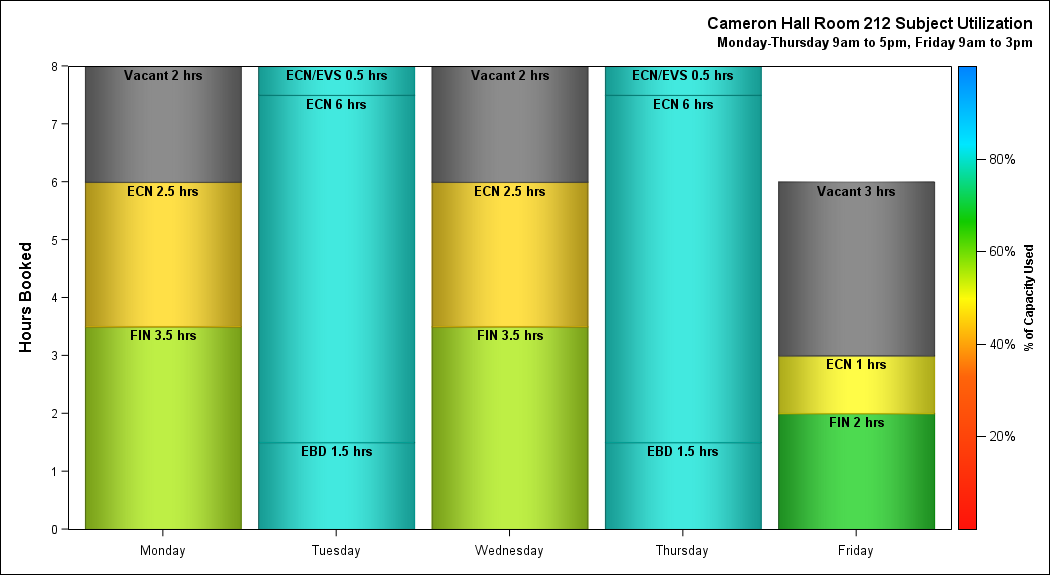 Cameron Hall Room 212 Subject Utilization
Monday-Thursday 9am to 5pm, Friday 9am to 3pm
Hours Booked
8
7
6
5
4
3
2
1
0
Vacant 2 hrs
ECN 2.5 hrs
FIN 3.5 hrs
ECN/EVS 0.5 hrs
ECN 6 hrs
EBD 1.5 hrs
Vacant 2 hrs
ECN 2.5 hrs
FIN 3.5 hrs
ECN/EVS 0.5 hrs
ECN 6 hrs
EBD 1.5 hrs
Vacant 3 hrs
ECN 1 hrs
FIN 2 hrs
Monday
Tuesday
Wednesday
Thursday
Friday
80%
60%
40%
20%
% of Capacity Used